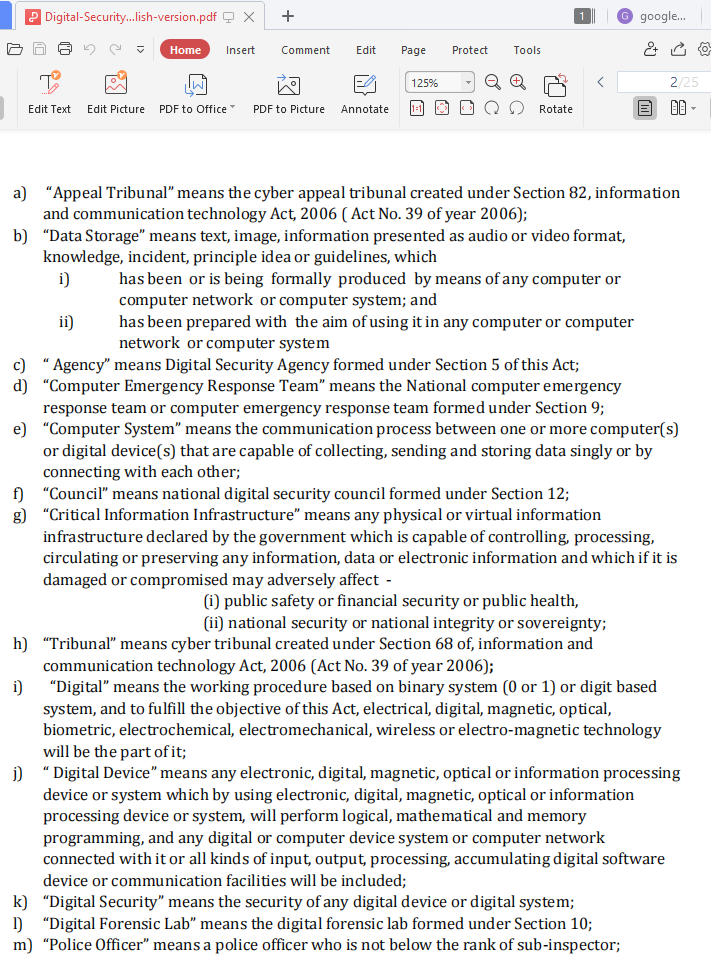 Digital-Security...lish-version.pdf
1
G google...
Home Insert Comment Edit Page Protect Tools
125%
2/25
Edit Text Edit Picture PDF to Office PDF to Picture Annotate 1:1 Rotate
a) “Appeal Tribunal” means the cyber appeal tribunal created under Section 82, information
and communication technology Act, 2006 ( Act No. 39 of year 2006);
b) “Data Storage” means text, image, information presented as audio or video format,
knowledge, incident, principle idea or guidelines, which
i) has been or is being formally produced by means of any computer or
computer network or computer system; and
ii) has been prepared with the aim of using it in any computer or computer
network or computer system
c) “ Agency” means Digital Security Agency formed under Section 5 of this Act;
d) “Computer Emergency Response Team” means the National computer emergency
response team or computer emergency response team formed under Section 9;
e) “Computer System” means the communication process between one or more computer(s)
or digital device(s) that are capable of collecting, sending and storing data singly or by
connecting with each other;
f) “Council” means national digital security council formed under Section 12;
g) “Critical Information Infrastructure” means any physical or virtual information
infrastructure declared by the government which is capable of controlling, processing,
circulating or preserving any information, data or electronic information and which if it is
damaged or compromised may adversely affect -
(i) public safety or financial security or public health,
(ii) national security or national integrity or sovereignty;
h) “Tribunal” means cyber tribunal created under Section 68 of, information and
communication technology Act, 2006 (Act No. 39 of year 2006);
i) “Digital” means the working procedure based on binary system (0 or 1) or digit based
system, and to fulfill the objective of this Act, electrical, digital, magnetic, optical,
biometric, electrochemical, electromechanical, wireless or electro-magnetic technology
will be the part of it;
j) “ Digital Device” means any electronic, digital, magnetic, optical or information processing
device or system which by using electronic, digital, magnetic, optical or information
processing device or system, will perform logical, mathematical and memory
programming, and any digital or computer device system or computer network
connected with it or all kinds of input, output, processing, accumulating digital software
device or communication facilities will be included;
k) “Digital Security” means the security of any digital device or digital system;
l) “Digital Forensic Lab” means the digital forensic lab formed under Section 10;
m) “Police Officer” means a police officer who is not below the rank of sub-inspector;